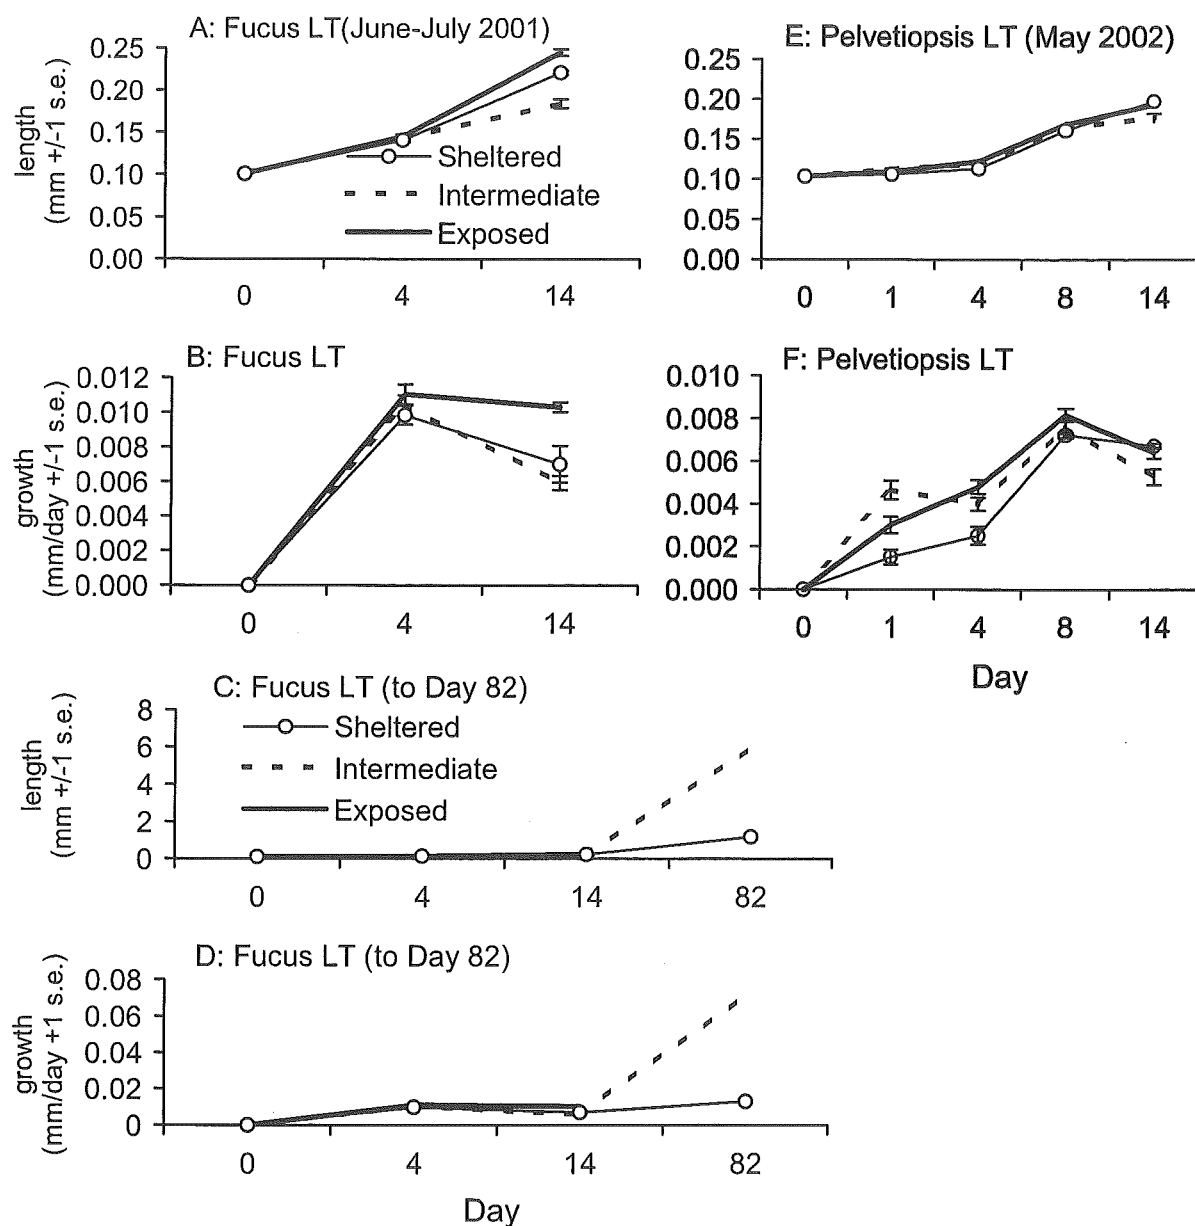 A: Fucus LT(June-July 2001)
length
(mm +/-1 s.e.)
0.25
0.20
0.15
0.10
0.05
0.00
Sheltered
Intermediate
Exposed
0 4 14
E: Pelvetiopsis LT (May 2002)
0.25
0.20
0.15
0.10
0.05
0.00
0 1 4 8 14
B: Fucus LT
growth
(mm/day +/-1 s.e.)
0.012
0.010
0.008
0.006
0.004
0.002
0.000
0 4 14
F: Pelvetiopsis LT
0.010
0.008
0.006
0.004
0.002
0.000
0 1 4 8 14
Day
C: Fucus LT (to Day 82)
length
(mm +/-1 s.e.)
8
6
4
2
0
Sheltered
Intermediate
Exposed
0 4 14 82
D: Fucus LT (to Day 82)
growth
(mm/day +1 s.e.)
0.08
0.06
0.04
0.02
0
0 4 14 82
Day